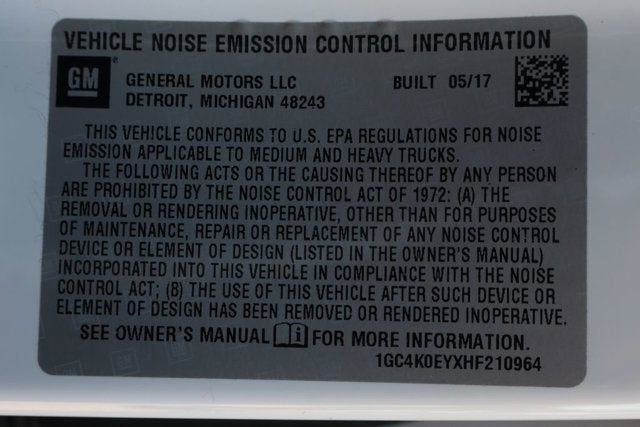 VEHICLE NOISE EMISSION CONTROL INFORMATION
GM ®
GENERAL MOTORS LLC BUILT 05/17
DETROIT, MICHIGAN 48243
THIS VEHICLE CONFORMS TO U.S. EPA REGULATIONS FOR NOISE
EMISSION APPLICABLE TO MEDIUM AND HEAVY TRUCKS.
THE FOLLOWING ACTS OR THE CAUSING THEREOF BY ANY PERSON
ARE PROHIBITED BY THE NOISE CONTROL ACT OF 1972: (A) THE
REMOVAL OR RENDERING INOPERATIVE, OTHER THAN FOR PURPOSES
OF MAINTENANCE, REPAIR OR REPLACEMENT OF ANY NOISE CONTROL
DEVICE OR ELEMENT OF DESIGN (LISTED IN THE OWNER'S MANUAL)
INCORPORATED INTO THIS VEHICLE IN COMPLIANCE WITH THE NOISE
CONTROL ACT; (B) THE USE OF THIS VEHICLE AFTER SUCH DEVICE OR
ELEMENT OF DESIGN HAS BEEN REMOVED OR RENDERED INOPERATIVE.
SEE OWNER'S MANUAL i FOR MORE INFORMATION.
1GC4K0EYXHF210964